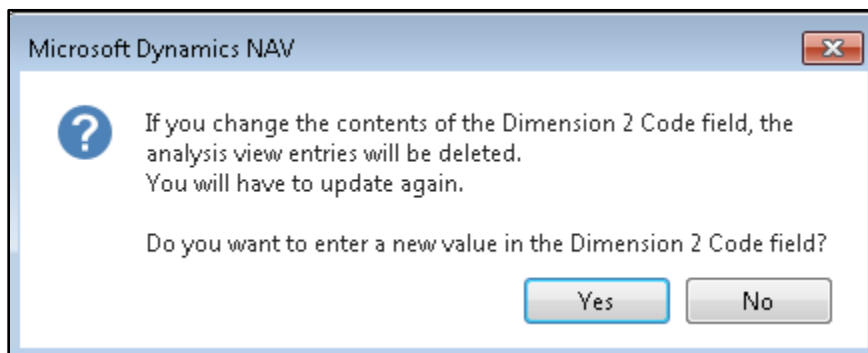 Microsoft Dynamics NAV
If you change the contents of the Dimension 2 Code field, the
analysis view entries will be deleted.
You will have to update again.
Do you want to enter a new value in the Dimension 2 Code field?
Yes No